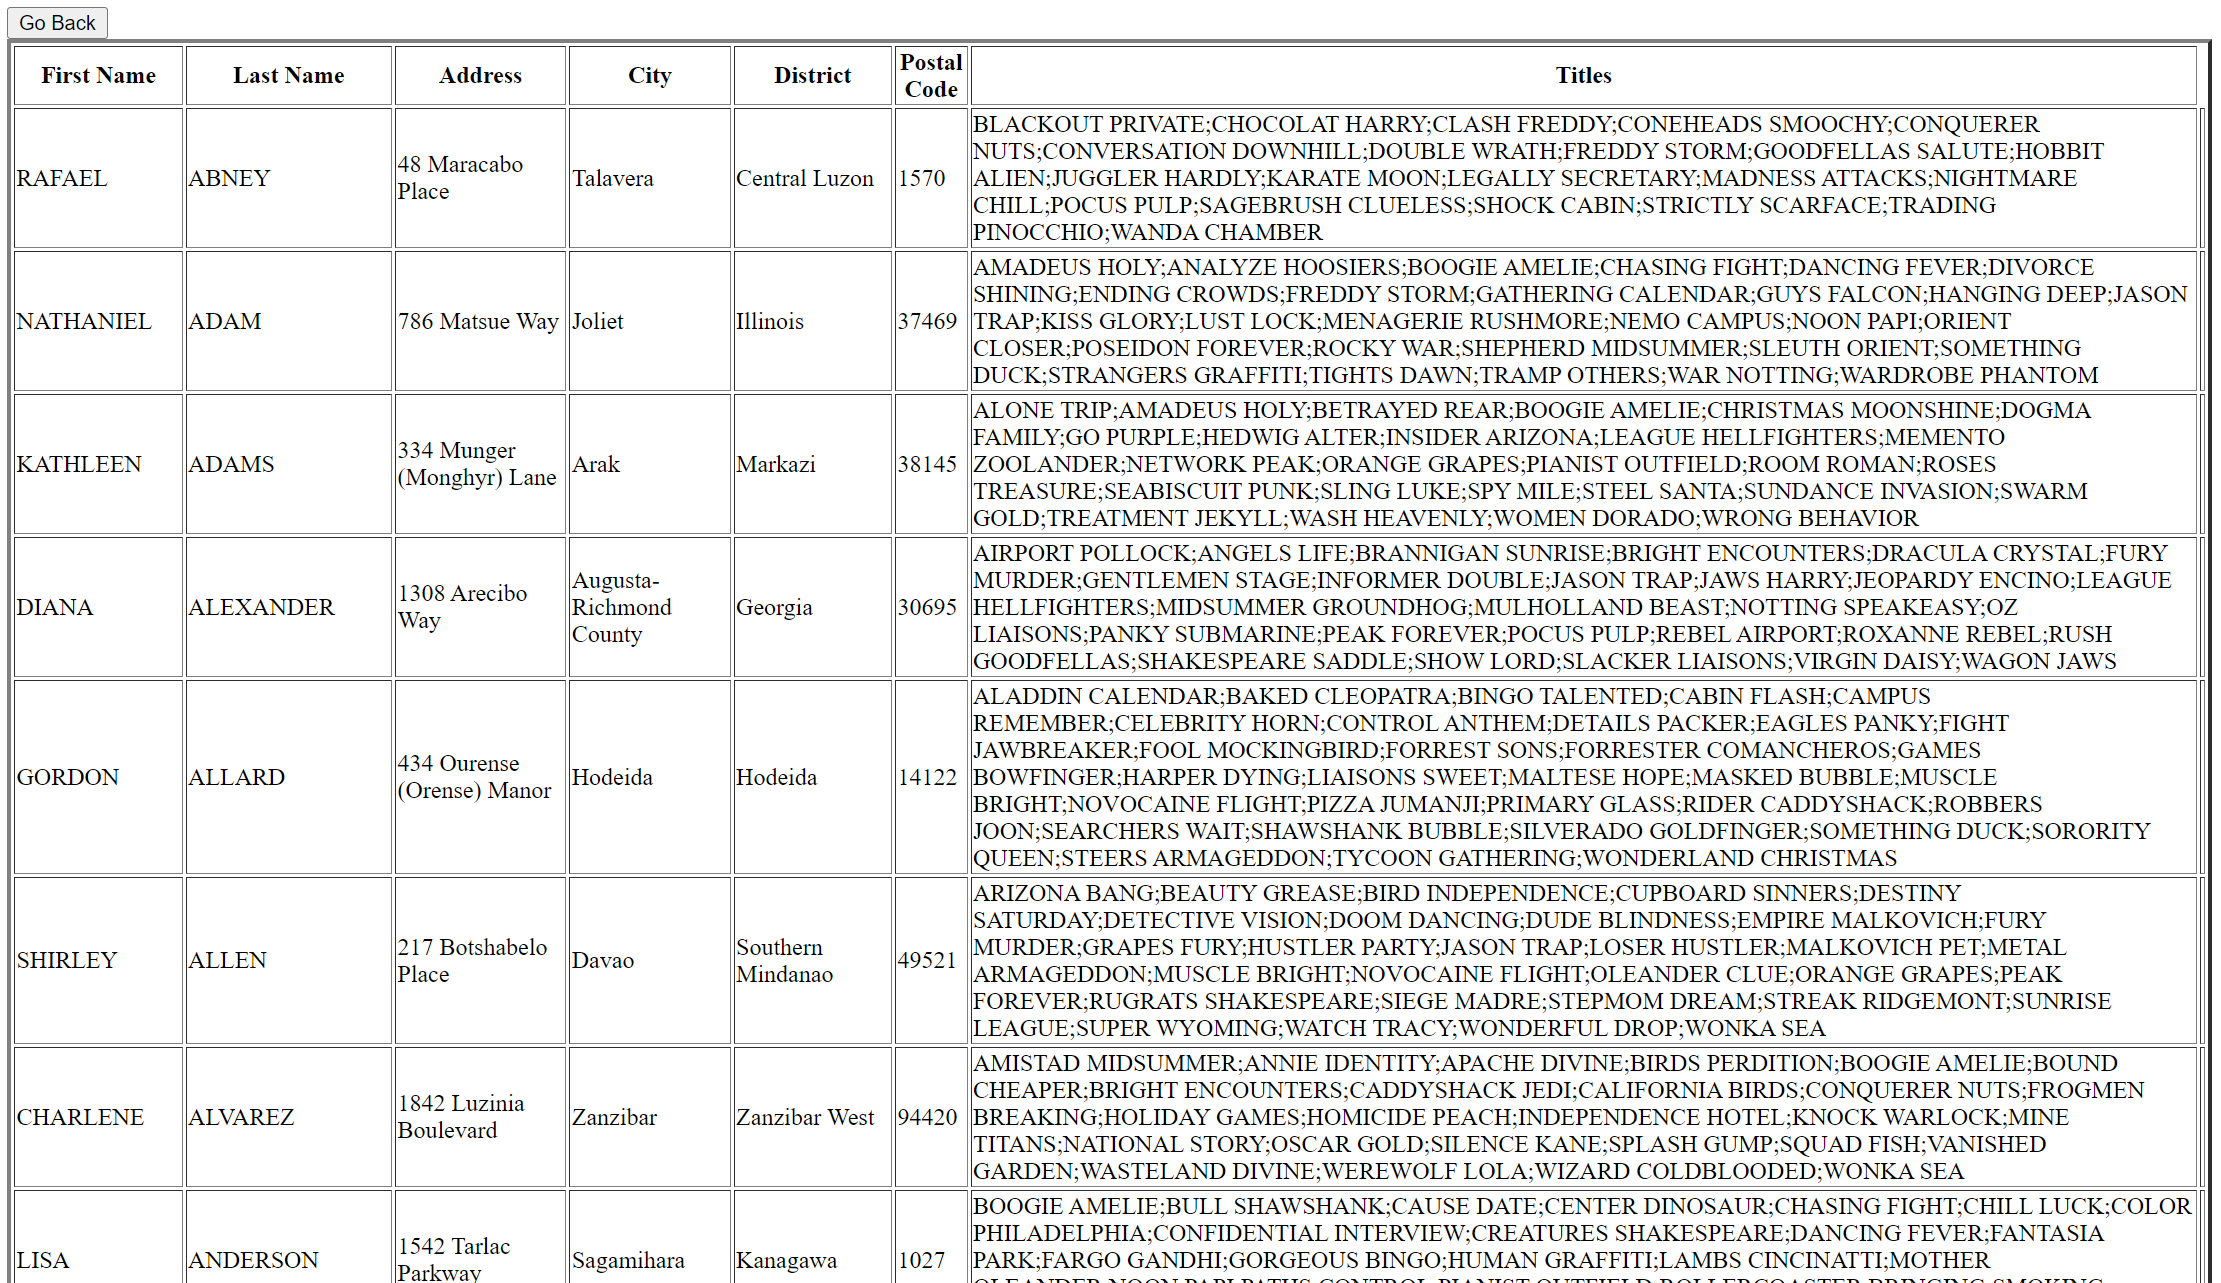 Go Back
First Name Last Name Address City District Postal Code Titles
RAFAEL ABNEY 48 Maracabo Place Talavera Central Luzon 1570
BLACKOUT PRIVATE;CHOCOLAT HARRY;CLASH FREDDY;CONEHEADS SMOOCHY;CONQUERER
NUTS;CONVERSATION DOWNHILL;DOUBLE WRATH;FREDDY STORM;GOODFELLAS SALUTE;HOBBIT
ALIEN;JUGGLER HARDLY;KARATE MOON;LEGALLY SECRETARY;MADNESS ATTACKS;NIGHTMARE
CHILL;POCUS PULP;SAGEBRUSH CLUELESS;SHOCK CABIN;STRICTLY SCARFACE;TRADING
PINOCCHIO;WANDA CHAMBER
NATHANIEL ADAM 786 Matsue Way Joliet Illinois 37469
AMADEUS HOLY;ANALYZE HOOSIERS;BOOGIE AMELIE;CHASING FIGHT;DANCING FEVER;DIVORCE
SHINING;ENDING CROWDS;FREDDY STORM;GATHERING CALENDAR;GUYS FALCON;HANGING DEEP;JASON
TRAP;KISS GLORY;LUST LOCK;MENAGERIE RUSHMORE;NEMO CAMPUS;NOON PAPI;ORIENT
CLOSER;POSEIDON FOREVER;ROCKY WAR;SHEPHERD MIDSUMMER;SLEUTH ORIENT;SOMETHING
DUCK;STRANGERS GRAFFITI;TIGHTS DAWN;TRAMP OTHERS;WAR NOTTING;WARDROBE PHANTOM
KATHLEEN ADAMS 334 Munger (Monghyr) Lane Arak Markazi 38145
ALONE TRIP;AMADEUS HOLY;BETRAYED REAR;BOOGIE AMELIE;CHRISTMAS MOONSHINE;DOGMA
FAMILY;GO PURPLE;HEDWIG ALTER;INSIDER ARIZONA;LEAGUE HELLFIGHTERS;MEMENTO
ZOOLANDER;NETWORK PEAK;ORANGE GRAPES;PIANIST OUTFIELD;ROOM ROMAN;ROSES
TREASURE;SEABISCUIT PUNK;SLING LUKE;SPY MILE;STEEL SANTA;SUNDANCE INVASION;SWARM
GOLD;TREATMENT JEKYLL;WASH HEAVENLY;WOMEN DORADO;WRONG BEHAVIOR
DIANA ALEXANDER 1308 Arecibo Way Augusta-Richmond County Georgia 30695
AIRPORT POLLOCK;ANGELS LIFE;BRANNIGAN SUNRISE;BRIGHT ENCOUNTERS;DRACULA CRYSTAL;FURY
MURDER;GENTLEMEN STAGE;INFORMER DOUBLE;JASON TRAP;JAWS HARRY;JEOPARDY ENCINO;LEAGUE
HELLFIGHTERS;MIDSUMMER GROUNDHOG;MULHOLLAND BEAST;NOTTING SPEAKEASY;OZ
LIAISONS;PANKY SUBMARINE;PEAK FOREVER;POCUS PULP;REBEL AIRPORT;ROXANNE REBEL;RUSH
GOODFELLAS;SHAKESPEARE SADDLE;SHOW LORD;SLACKER LIAISONS;VIRGIN DAISY;WAGON JAWS
GORDON ALLARD 434 Ourense (Orense) Manor Hodeida Hodeida 14122
ALADDIN CALENDAR;BAKED CLEOPATRA;BINGO TALENTED;CABIN FLASH;CAMPUS
REMEMBER;CELEBRITY HORN;CONTROL ANTHEM;DETAILS PACKER;EAGLES PANKY;FIGHT
JAWBREAKER;FOOL MOCKINGBIRD;FORREST SONS;FORRESTER COMANCHEROS;GAMES
BOWFINGER;HARPER DYING;LIAISONS SWEET;MALTESE HOPE;MASKED BUBBLE;MUSCLE
BRIGHT;NOVOCAINE FLIGHT;PIZZA JUMANJI;PRIMARY GLASS;RIDER CADDYSHACK;ROBBERS
JOON;SEARCHERS WAIT;SHAWSHANK BUBBLE;SILVERADO GOLDFINGER;SOMETHING DUCK;SORORITY
QUEEN;STEERS ARMAGEDDON;TYCOON GATHERING;WONDERLAND CHRISTMAS
SHIRLEY ALLEN 217 Botshabelo Place Davao Southern Mindanao 49521
ARIZONA BANG;BEAUTY GREASE;BIRD INDEPENDENCE;CUPBOARD SINNERS;DESTINY
SATURDAY;DETECTIVE VISION;DOOM DANCING;DUDE BLINDNESS;EMPIRE MALKOVICH;FURY
MURDER;GRAPES FURY;HUSTLER PARTY;JASON TRAP;LOSER HUSTLER;MALKOVICH PET;METAL
ARMAGEDDON;MUSCLE BRIGHT;NOVOCAINE FLIGHT;OLEANDER CLUE;ORANGE GRAPES;PEAK
FOREVER;RUGRATS SHAKESPEARE;SIEGE MADRE;STEPMOM DREAM;STREAK RIDGEMONT;SUNRISE
LEAGUE;SUPER WYOMING;WATCH TRACY;WONDERFUL DROP;WONKA SEA
CHARLENE ALVAREZ 1842 Luzinia Boulevard Zanzibar Zanzibar West 94420
AMISTAD MIDSUMMER;ANNIE IDENTITY;APACHE DIVINE;BIRDS PERDITION;BOOGIE AMELIE;BOUND
CHEAPER;BRIGHT ENCOUNTERS;CADDYSHACK JEDI;CALIFORNIA BIRDS;CONQUERER NUTS;FROGMEN
BREAKING;HOLIDAY GAMES;HOMICIDE PEACH;INDEPENDENCE HOTEL;KNOCK WARLOCK;MINE
TITANS;NATIONAL STORY;OSCAR GOLD;SILENCE KANE;SPLASH GUMP;SQUAD FISH;VANISHED
GARDEN;WASTELAND DIVINE;WEREWOLF LOLA;WIZARD COLDBLOODED;WONKA SEA
LISA ANDERSON 1542 Tarlac Parkway Sagamihara Kanagawa 1027
BOOGIE AMELIE;BULL SHAWSHANK;CAUSE DATE;CENTER DINOSAUR;CHASING FIGHT;CHILL LUCK;COLOR
PHILADELPHIA;CONFIDENTIAL INTERVIEW;CREATURES SHAKESPEARE;DANCING FEVER;FANTASIA
PARK;FARGO GANDHI;GORGEOUS BINGO;HUMAN GRAFFITI;LAMBS CINCINATTI;MOTHER